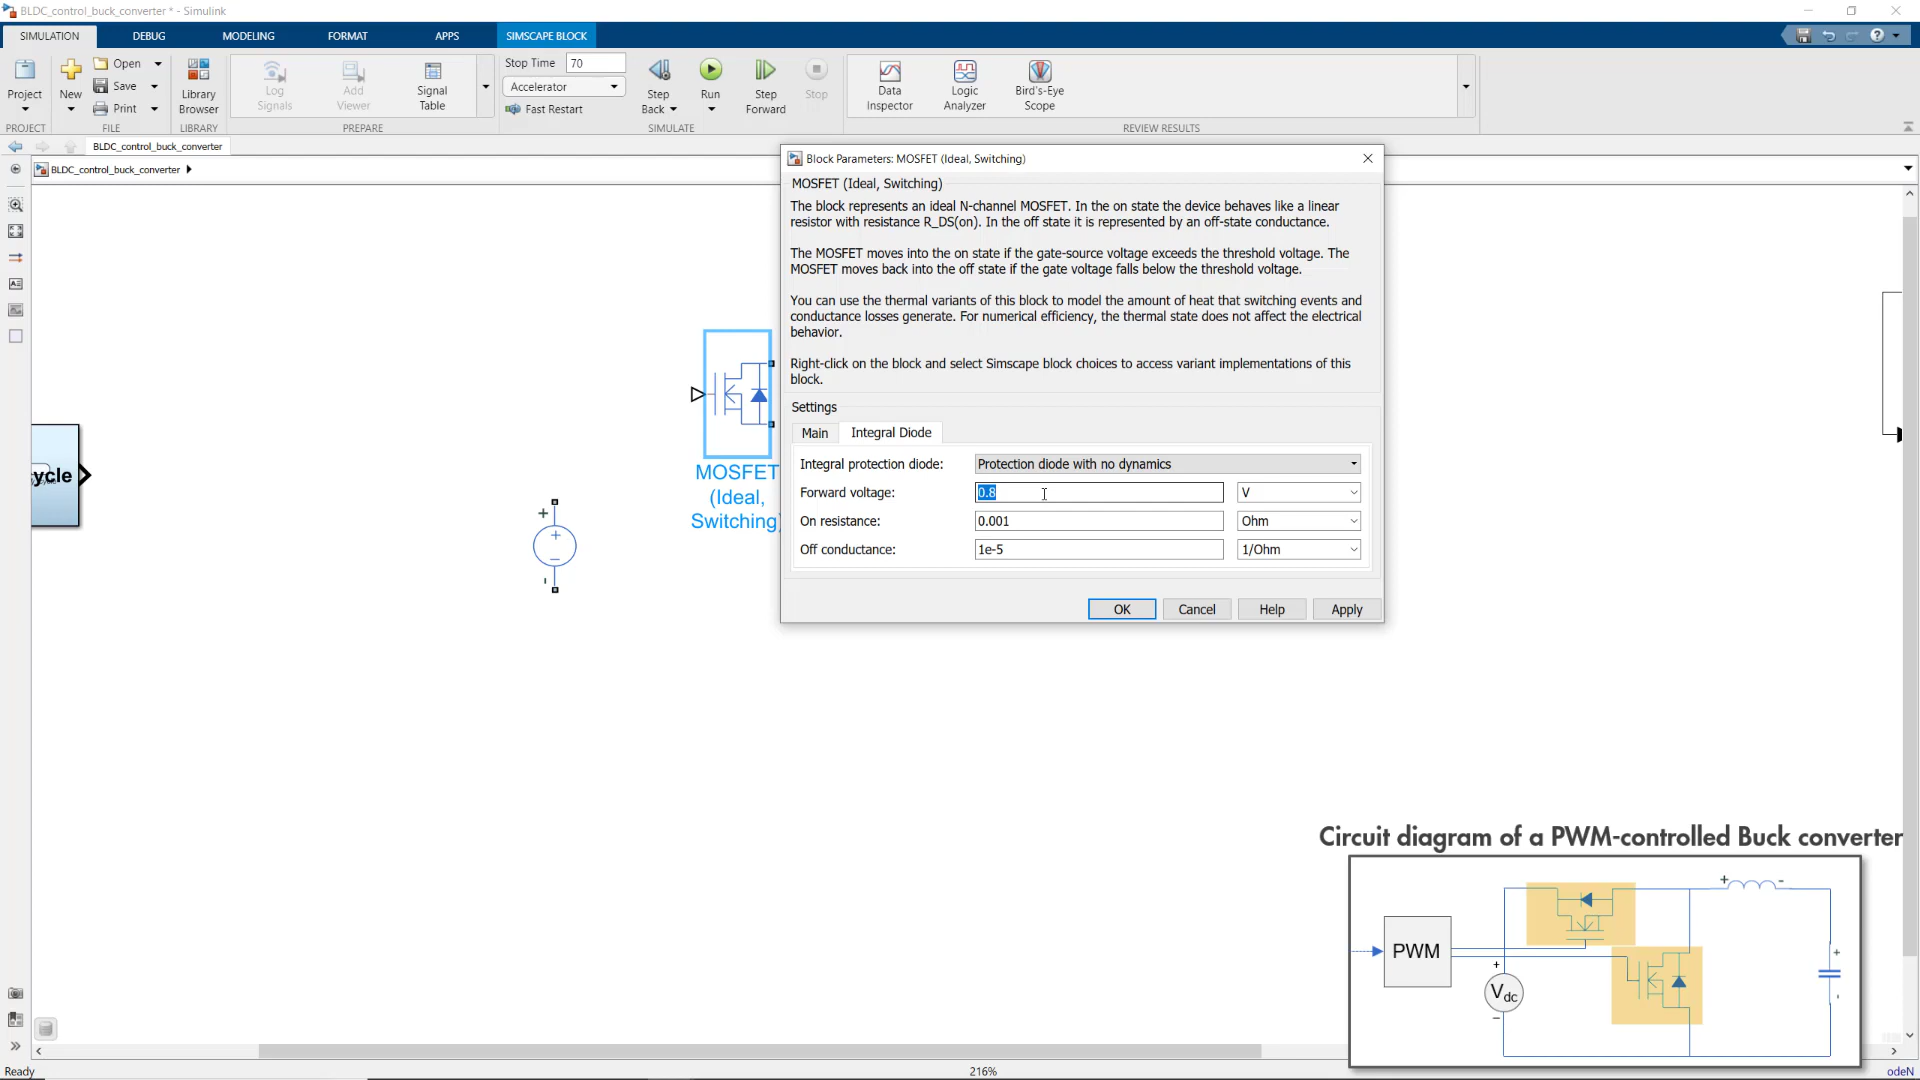 BLDC_control_buck_converter * - Simulink
SIMULATION
DEBUG
MODELING
FORMAT
APPS
SIMSCAPE BLOCK
Project
New
Open
Save
Print
Library
Browser
Log
Signals
Add
Viewer
Signal
Table
Stop Time
70
Accelerator
Fast Restart
Step
Back
Run
Step
Forward
Stop
Data
Inspector
Logic
Analyzer
Bird's-Eye
Scope
PROJECT
FILE
LIBRARY
PREPARE
SIMULATE
REVIEW RESULTS
BLDC_control_buck_converter
BLDC_control_buck_converter
Block Parameters: MOSFET (Ideal, Switching)
MOSFET (Ideal, Switching)
The block represents an ideal N-channel MOSFET. In the on state the device behaves like a linear
resistor with resistance R_DS(on). In the off state it is represented by an off-state conductance.
The MOSFET moves into the on state if the gate-source voltage exceeds the threshold voltage. The
MOSFET moves back into the off state if the gate voltage falls below the threshold voltage.
You can use the thermal variants of this block to model the amount of heat that switching events and
conductance losses generate. For numerical efficiency, the thermal state does not affect the electrical
behavior.
Right-click on the block and select Simscape block choices to access variant implementations of this
block.
Settings
Main
Integral Diode
Integral protection diode:
Protection diode with no dynamics
Forward voltage:
0.8
V
On resistance:
0.001
Ohm
Off conductance:
1e-5
1/Ohm
OK
Cancel
Help
Apply
ycle
MOSFET
(Ideal,
Switching)
Circuit diagram of a PWM-controlled Buck converter
PWM
Vdc
Ready
216%
odeN